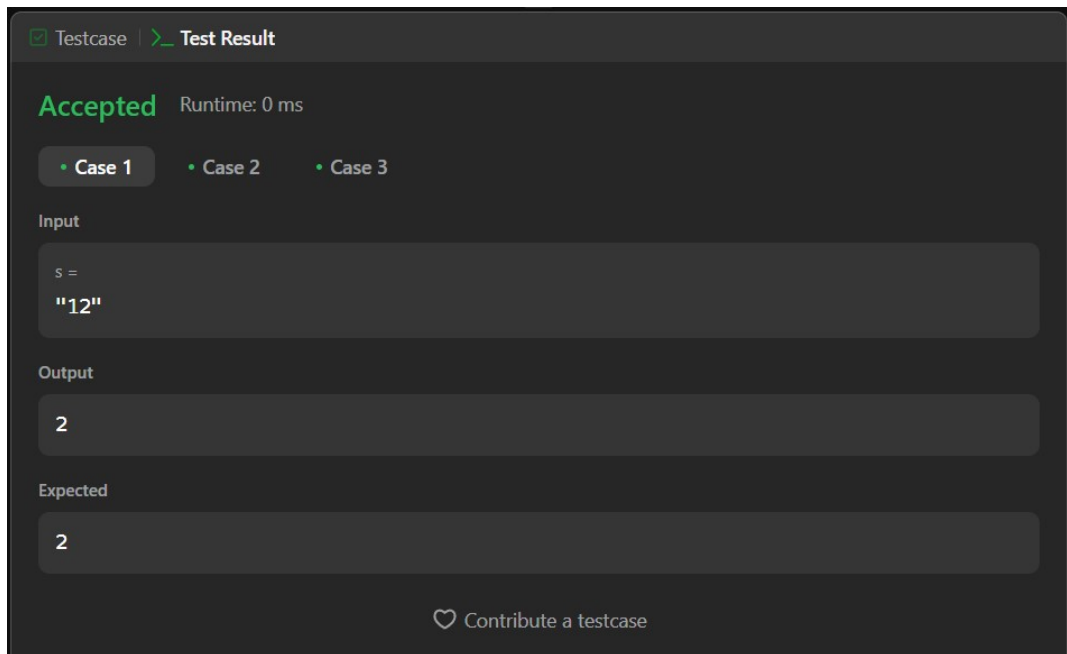 Testcase | >_ Test Result
Accepted Runtime: 0 ms
• Case 1 • Case 2 • Case 3
Input
s =
"12"
Output
2
Expected
2
Contribute a testcase